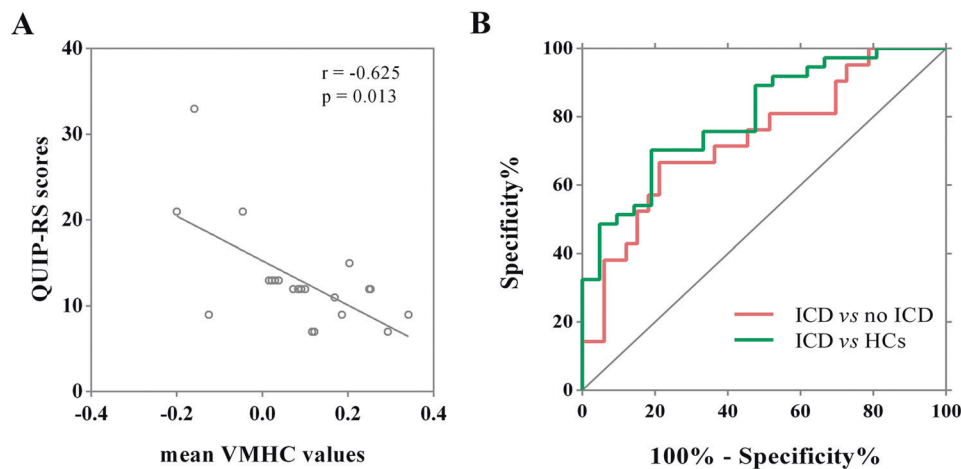 A
40
30
20
10
0
-0.4
-0.2
0.0
0.2
0.4
QUIP-RS scores
mean VMHC values
r = -0.625
p = 0.013
B
100
80
60
40
20
0
0
20
40
60
80
100
Specificity%
100% - Specificity%
ICD vs no ICD
ICD vs HCs